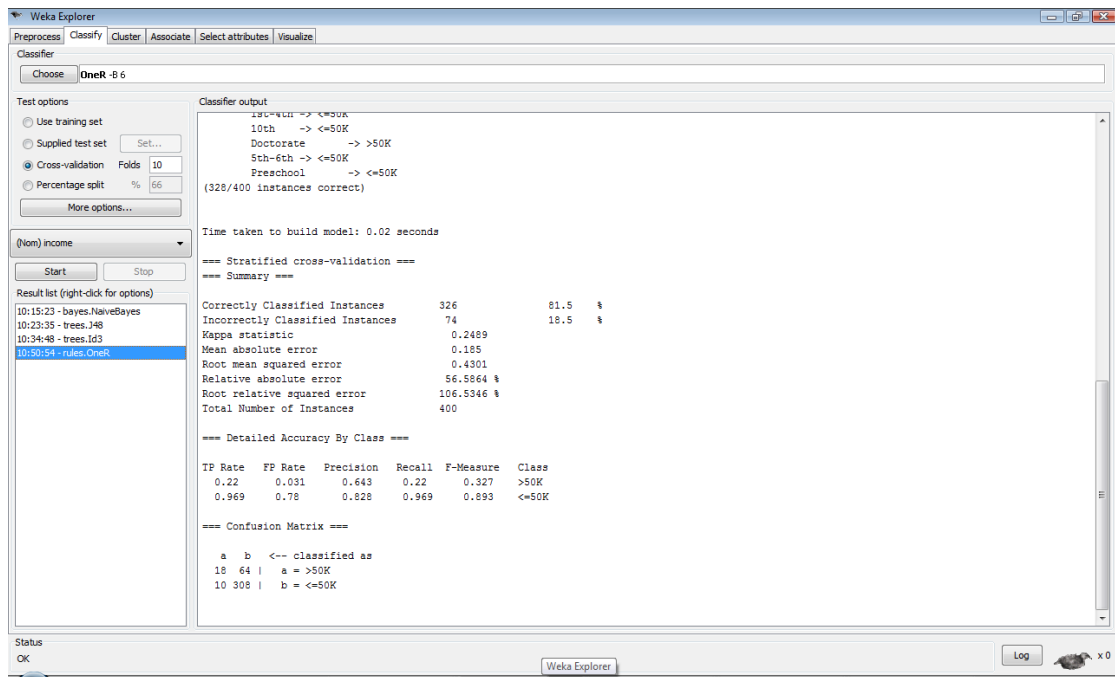 Weka Explorer
Preprocess Classify Cluster Associate Select attributes Visualize
Classifier
Choose OneR -B 6
Test options
Use training set
Supplied test set Set...
Cross-validation Folds 10
Percentage split % 66
More options...
(Nom) income
Start Stop
Result list (right-click for options)
10:15:23 - bayes.NaiveBayes
10:23:35 - trees.J48
10:34:48 - trees.Id3
10:50:54 - rules.OneR
Classifier output
1st-4th -> <=50K
10th -> <=50K
Doctorate -> >50K
5th-6th -> <=50K
Preschool -> <=50K
(328/400 instances correct)
Time taken to build model: 0.02 seconds
=== Stratified cross-validation ===
=== Summary ===
Correctly Classified Instances 326 81.5 %
Incorrectly Classified Instances 74 18.5 %
Kappa statistic 0.2489
Mean absolute error 0.185
Root mean squared error 0.4301
Relative absolute error 56.5864 %
Root relative squared error 106.5346 %
Total Number of Instances 400
=== Detailed Accuracy By Class ===
TP Rate FP Rate Precision Recall F-Measure Class
0.22 0.031 0.643 0.22 0.327 >50K
0.969 0.78 0.828 0.969 0.893 <=50K
=== Confusion Matrix ===
a b <-- classified as
18 64 | a = >50K
10 308 | b = <=50K
Status
OK
Weka Explorer
Log x 0